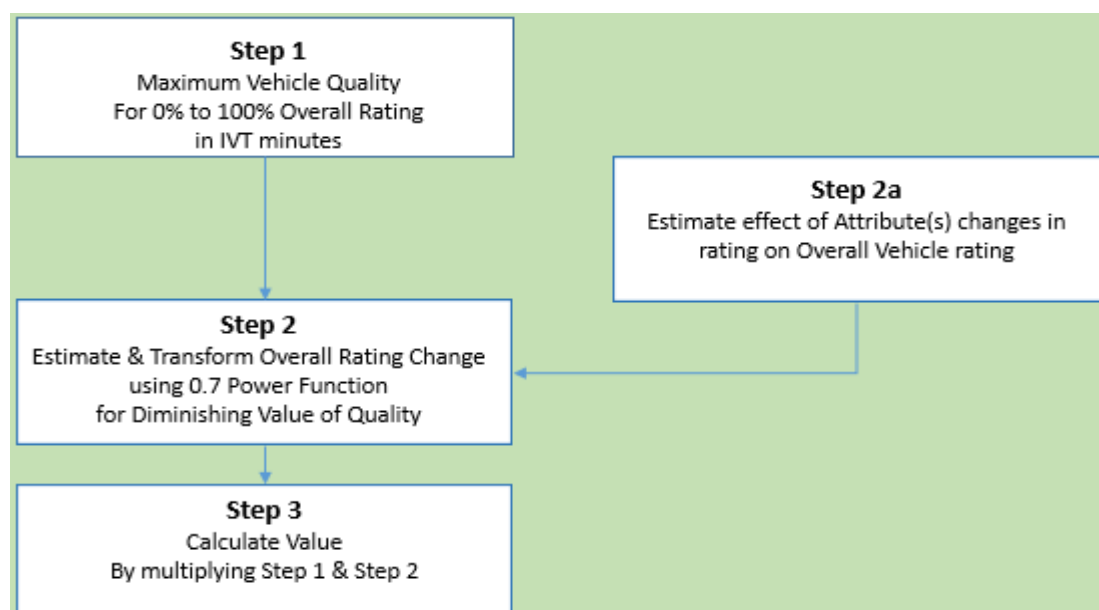 Step 1
Maximum Vehicle Quality
For 0% to 100% Overall Rating
in IVT minutes
Step 2a
Estimate effect of Attribute(s) changes in
rating on Overall Vehicle rating
Step 2
Estimate & Transform Overall Rating Change
using 0.7 Power Function
for Diminishing Value of Quality
Step 3
Calculate Value
By multiplying Step 1 & Step 2